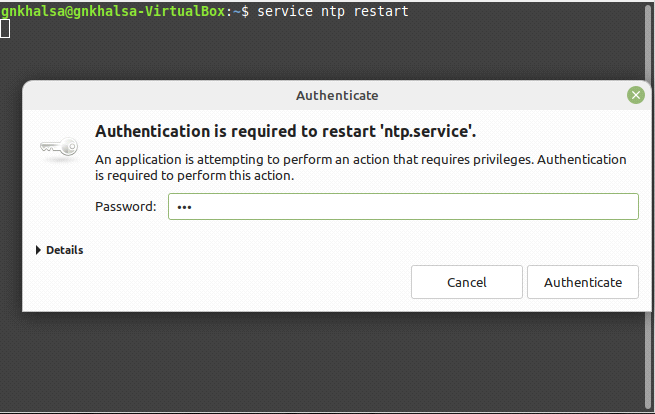 gnkhalsa@gnkhalsa-VirtualBox:~$ service ntp restart
Authenticate
Authentication is required to restart 'ntp.service'.
An application is attempting to perform an action that requires privileges. Authentication
is required to perform this action.
Password: •••
Details
Cancel Authenticate